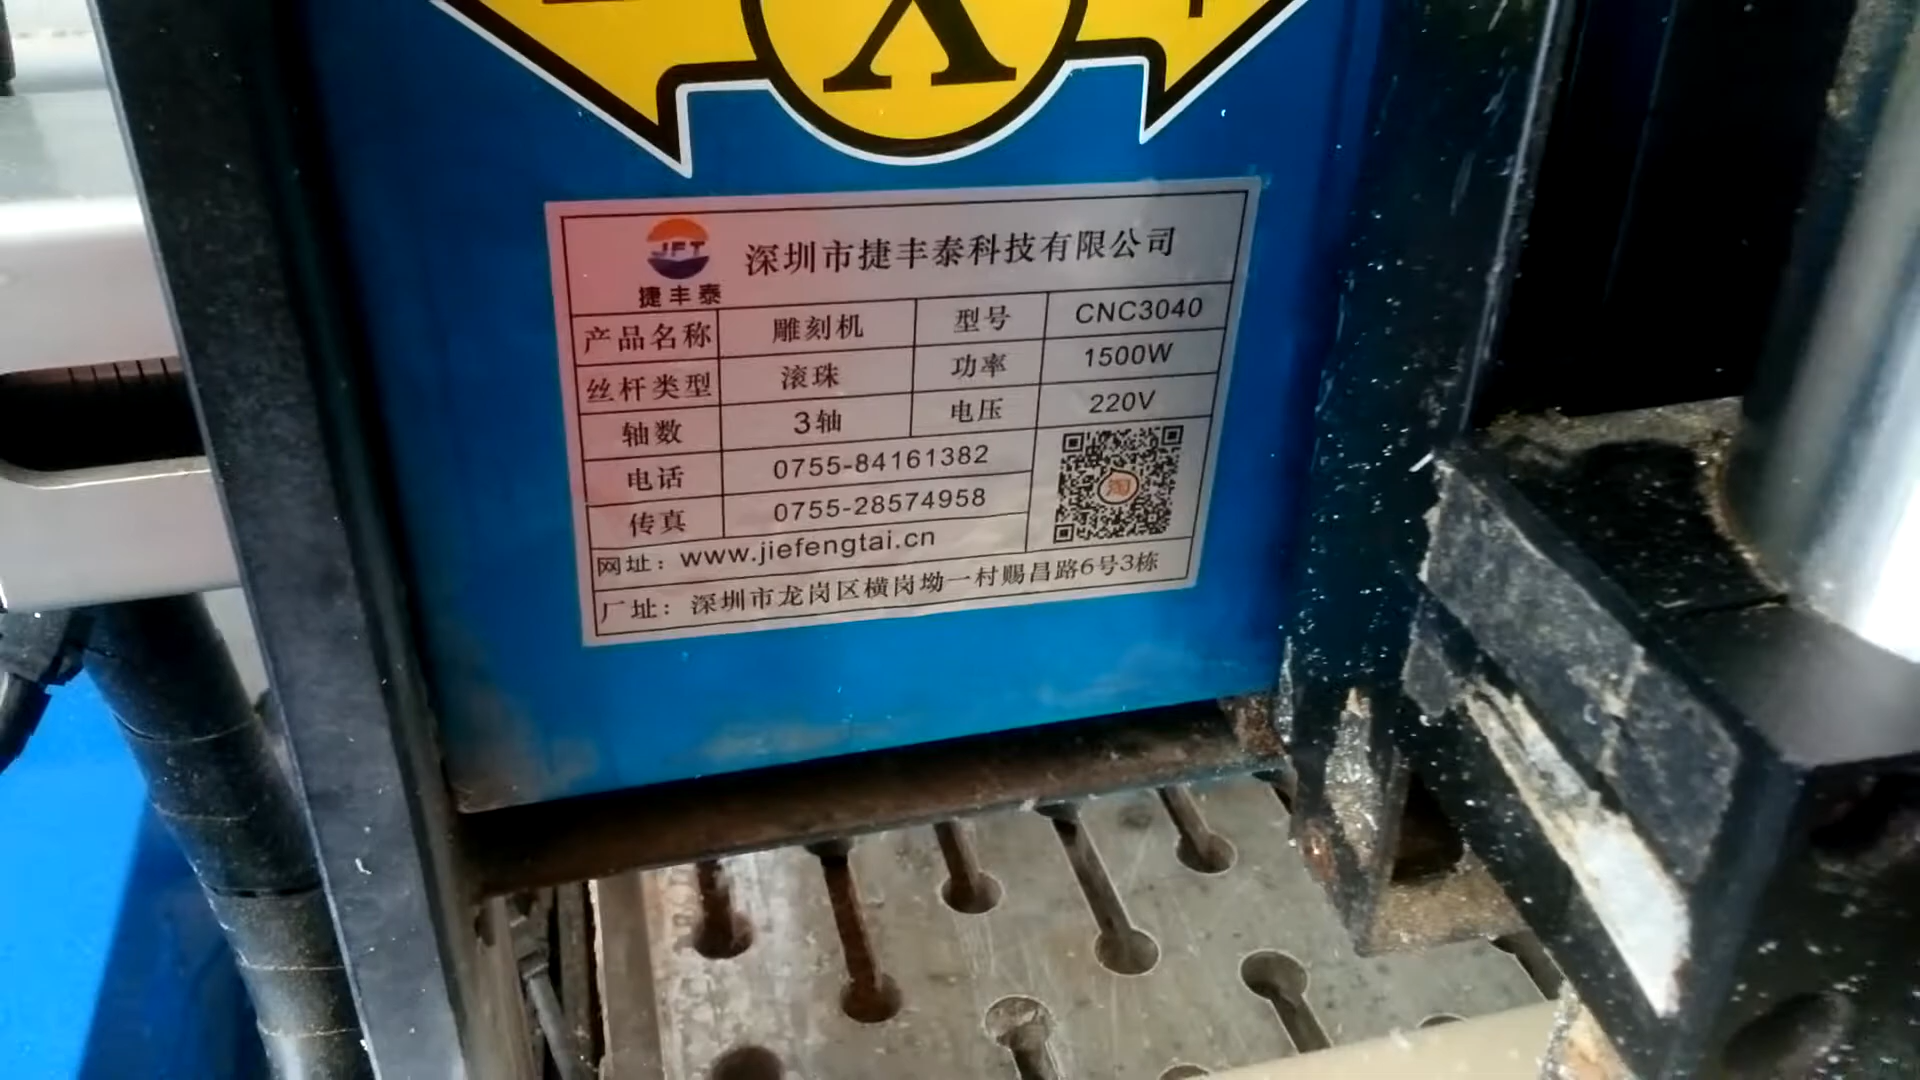 X
JFT
捷丰泰
深圳市捷丰泰科技有限公司
产品名称 雕刻机 型号 CNC3040
丝杆类型 滚珠 功率 1500W
轴数 3轴 电压 220V
电话 0755-84161382
传真 0755-28574958
淘
网址：www.jiefengtai.cn
厂址：深圳市龙岗区横岗坳一村赐昌路6号3栋